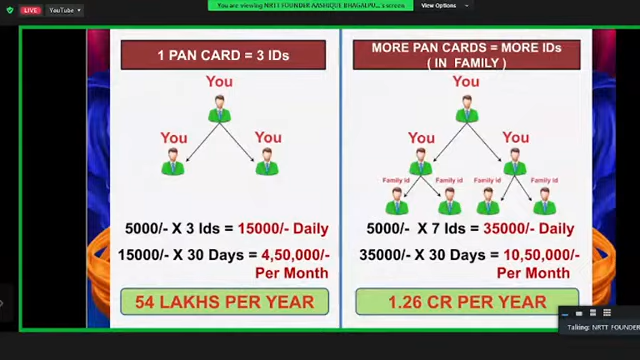 LIVE
YouTube
You are viewing NRTT FOUNDER AASHIQUE BHAGALPU...'s screen
View Options
1 PAN CARD = 3 IDs
You
You
You
5000/- X 3 Ids = 15000/- Daily
15000/- X 30 Days = 4,50,000/-
Per Month
54 LAKHS PER YEAR
MORE PAN CARDS = MORE IDs
( IN FAMILY )
You
You
You
Family id
Family id
Family id
Family id
5000/- X 7 Ids = 35000/- Daily
35000/- X 30 Days = 10,50,000/-
Per Month
1.26 CR PER YEAR
Talking: NRTT FOUNDER